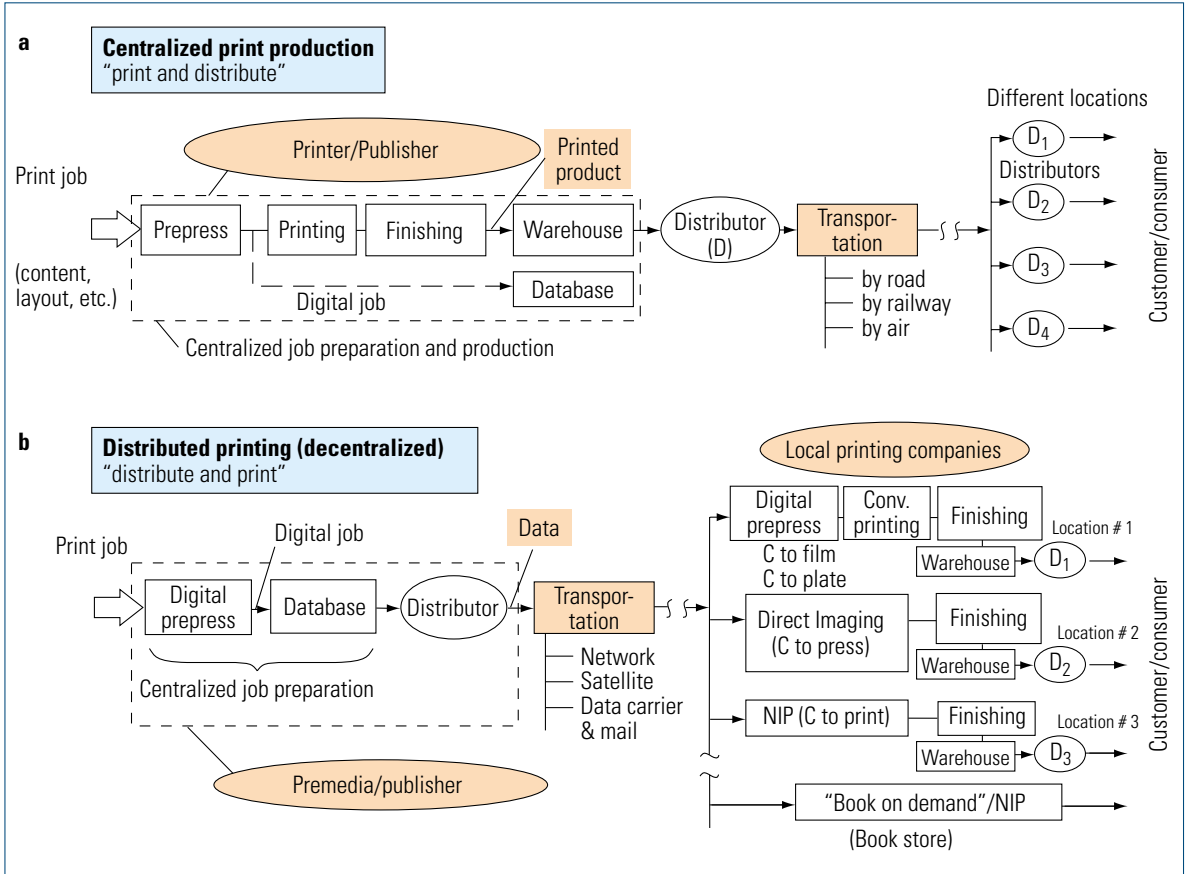 a
Centralized print production
“print and distribute”
Different locations
Printer/Publisher
Printed
product
D1
Print job
Distributors
Prepress
Printing
Finishing
Warehouse
Distributor
(D)
Transpor-
tation
D2
(content,
layout, etc.)
Digital job
Database
by road
by railway
by air
D3
D4
Centralized job preparation and production
Customer/consumer
b
Distributed printing (decentralized)
“distribute and print”
Local printing companies
Print job
Digital job
Data
Digital
prepress
Database
Distributor
Transpor-
tation
Centralized job preparation
Network
Satellite
Data carrier
& mail
Premedia/publisher
Digital
prepress
Conv.
printing
Finishing
Location # 1
C to film
C to plate
Warehouse
D1
Direct Imaging
(C to press)
Finishing
Location # 2
Warehouse
D2
NIP (C to print)
Finishing
Location # 3
Warehouse
D3
“Book on demand”/NIP
(Book store)
Customer/consumer